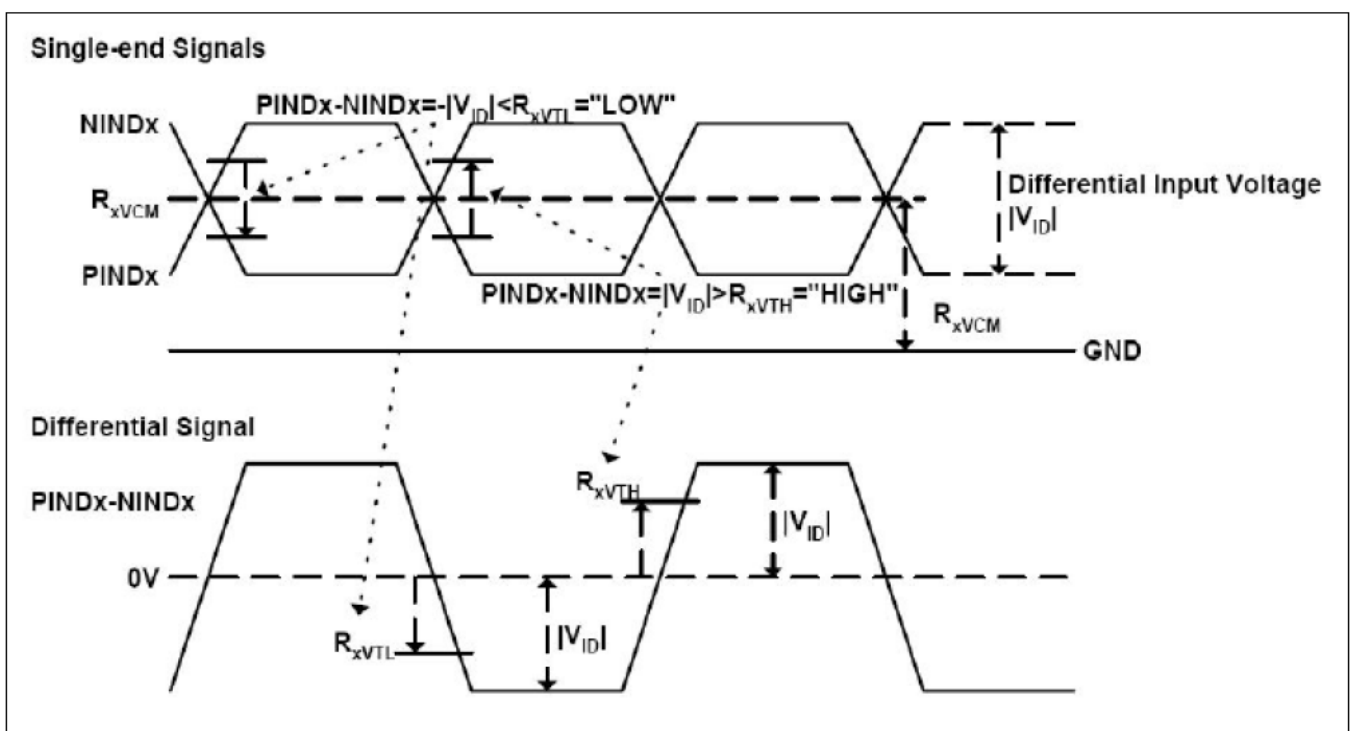 Single-end Signals
PINDx-NINDx=-|VID|<RxVTL="LOW"
NINDx
RxVCM
Differential Input Voltage
|VID|
PINDx
PINDx-NINDx=|VID|>RxVTH="HIGH"
RxVCM
GND
Differential Signal
RxVTH
PINDx-NINDx
|VID|
0V
RxVTL
|VID|